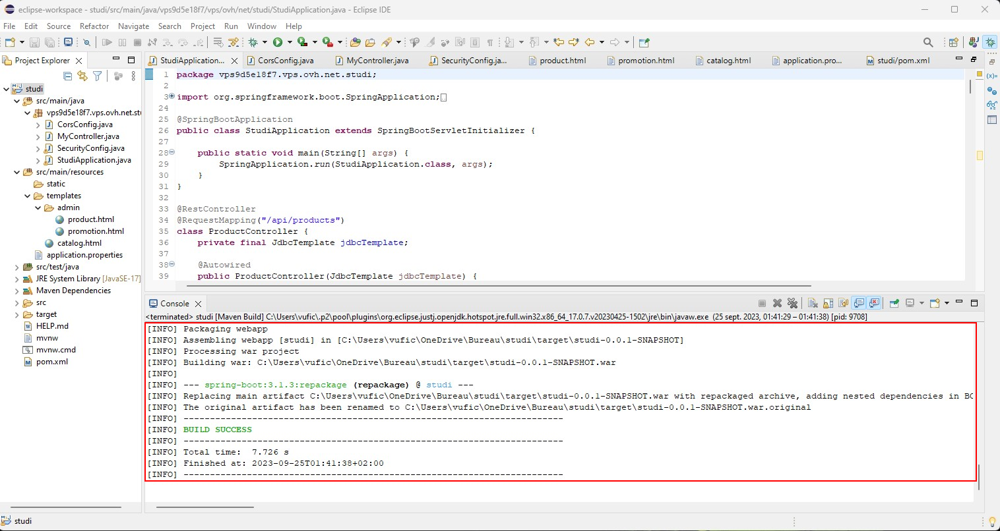 eclipse-workspace - studi/src/main/java/vps9d5e18f7/vps/ovh/net/studi/StudiApplication.java - Eclipse IDE
File Edit Source Refactor Navigate Search Project Run Window Help
Project Explorer
studi
src/main/java
vps9d5e18f7.vps.ovh.net.st
CorsConfig.java
MyController.java
SecurityConfig.java
StudiApplication.java
src/main/resources
static
templates
admin
product.html
promotion.html
catalog.html
application.properties
src/test/java
JRE System Library [JavaSE-17]
Maven Dependencies
src
target
HELP.md
mvnw
mvnw.cmd
pom.xml
StudiApplication... CorsConfig.java MyController.java SecurityConfig.ja... product.html promotion.html catalog.html application.pro... studi/pom.xml
1 package vps9d5e18f7.vps.ovh.net.studi;
2
3 import org.springframework.boot.SpringApplication;
24
25 @SpringBootApplication
26 public class StudiApplication extends SpringBootServletInitializer {
27
28 public static void main(String[] args) {
29 SpringApplication.run(StudiApplication.class, args);
30 }
31 }
32
33 @RestController
34 @RequestMapping("/api/products")
35 class ProductController {
36 private final JdbcTemplate jdbcTemplate;
37
38 @Autowired
39 public ProductController(JdbcTemplate jdbcTemplate) {
Console
<terminated> studi [Maven Build] C:\Users\vufic\.p2\pool\plugins\org.eclipse.justj.openjdk.hotspot.jre.full.win32.x86_64_17.0.7.v20230425-1502\jre\bin\javaw.exe (25 sept. 2023, 01:41:29 – 01:41:38) [pid: 9708]
[INFO] Packaging webapp
[INFO] Assembling webapp [studi] in [C:\Users\vufic\OneDrive\Bureau\studi\target\studi-0.0.1-SNAPSHOT]
[INFO] Processing war project
[INFO] Building war: C:\Users\vufic\OneDrive\Bureau\studi\target\studi-0.0.1-SNAPSHOT.war
[INFO]
[INFO] --- spring-boot:3.1.3:repackage (repackage) @ studi ---
[INFO] Replacing main artifact C:\Users\vufic\OneDrive\Bureau\studi\target\studi-0.0.1-SNAPSHOT.war with repackaged archive, adding nested dependencies in
[INFO] The original artifact has been renamed to C:\Users\vufic\OneDrive\Bureau\studi\target\studi-0.0.1-SNAPSHOT.war.original
[INFO] ------------------------------------------------------------------------
[INFO] BUILD SUCCESS
[INFO] ------------------------------------------------------------------------
[INFO] Total time:  7.726 s
[INFO] Finished at: 2023-09-25T01:41:38+02:00
[INFO] ------------------------------------------------------------------------
studi